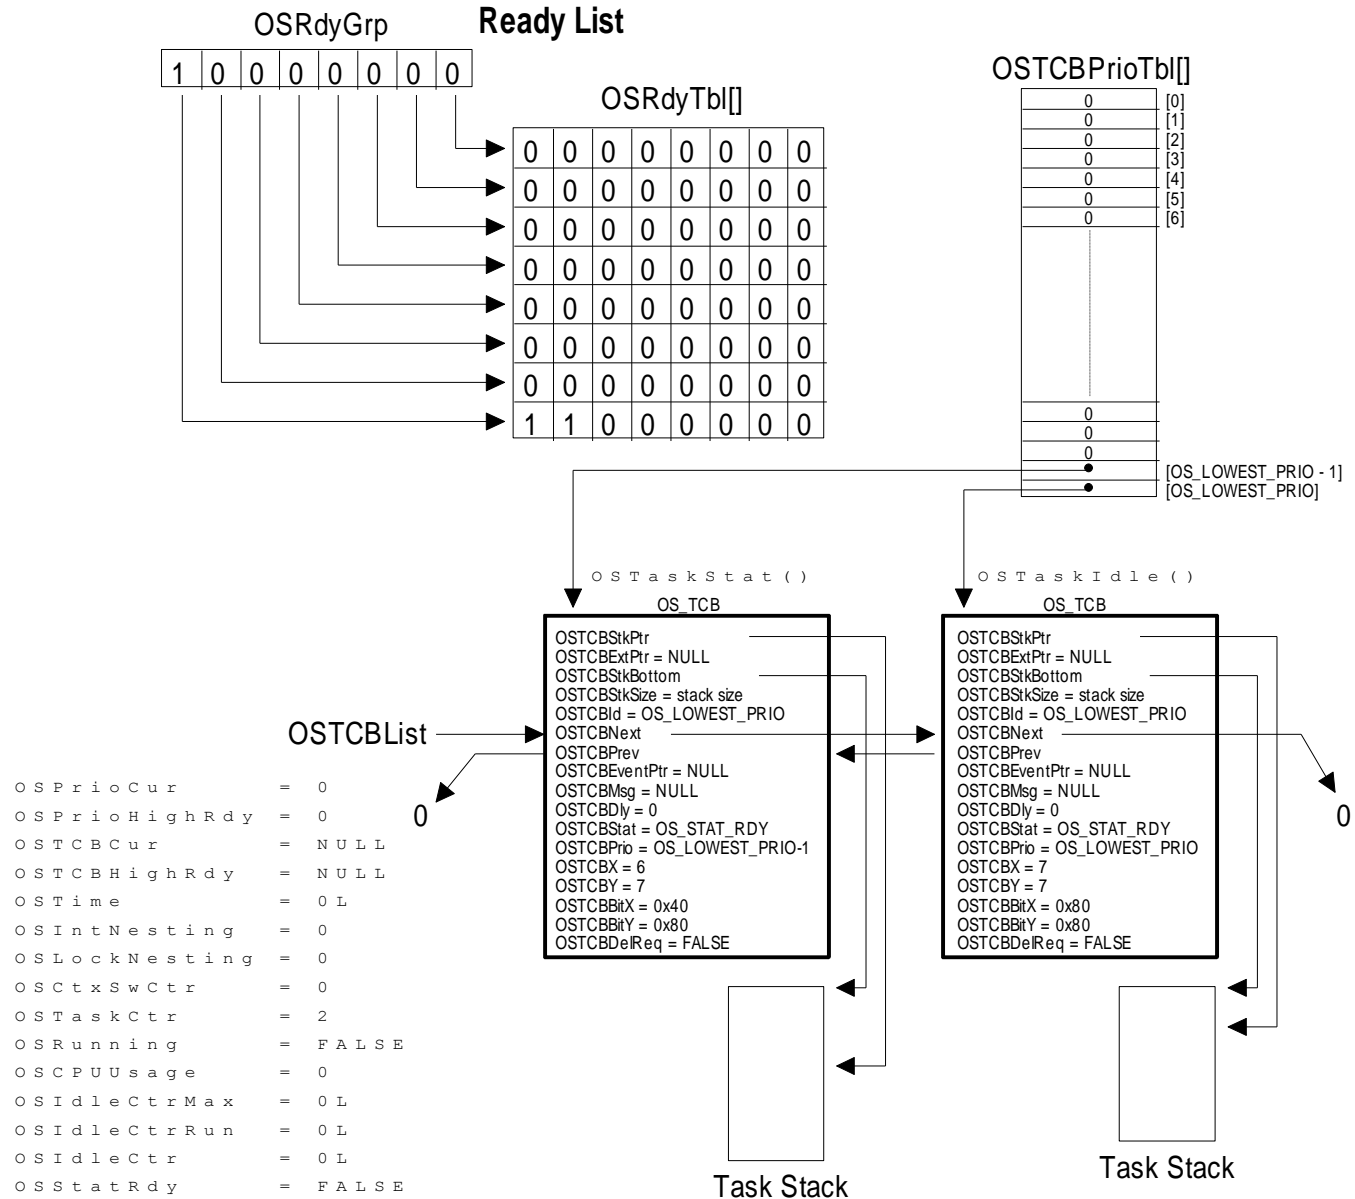 Ready List
OSRdyGrp
1 0 0 0 0 0 0 0
OSRdyTbl[]
0 0 0 0 0 0 0 0
0 0 0 0 0 0 0 0
0 0 0 0 0 0 0 0
0 0 0 0 0 0 0 0
0 0 0 0 0 0 0 0
0 0 0 0 0 0 0 0
0 0 0 0 0 0 0 0
1 1 0 0 0 0 0 0
OSTCBPrioTbl[]
0 [0]
0 [1]
0 [2]
0 [3]
0 [4]
0 [5]
0 [6]
0
0
0
[OS_LOWEST_PRIO - 1]
[OS_LOWEST_PRIO]
OSTaskStat()
OS_TCB
OSTCBStkPtr
OSTCBExtPtr = NULL
OSTCBStkBottom
OSTCBStkSize = stack size
OSTCBId = OS_LOWEST_PRIO
OSTCBNext
OSTCBPrev
OSTCBEventPtr = NULL
OSTCBMsg = NULL
OSTCBDly = 0
OSTCBStat = OS_STAT_RDY
OSTCBPrio = OS_LOWEST_PRIO-1
OSTCBX = 6
OSTCBY = 7
OSTCBBitX = 0x40
OSTCBBitY = 0x80
OSTCBDelReq = FALSE
Task Stack
OSTaskIdle()
OS_TCB
OSTCBStkPtr
OSTCBExtPtr = NULL
OSTCBStkBottom
OSTCBStkSize = stack size
OSTCBId = OS_LOWEST_PRIO
OSTCBNext
OSTCBPrev
OSTCBEventPtr = NULL
OSTCBMsg = NULL
OSTCBDly = 0
OSTCBStat = OS_STAT_RDY
OSTCBPrio = OS_LOWEST_PRIO
OSTCBX = 7
OSTCBY = 7
OSTCBBitX = 0x80
OSTCBBitY = 0x80
OSTCBDelReq = FALSE
Task Stack
0
OSTCBList
0
OSPrioCur = 0
OSPrioHighRdy = 0
OSTCBCur = NULL
OSTCBHighRdy = NULL
OSTime = 0L
OSIntNesting = 0
OSLockNesting = 0
OSCtxSwCtr = 0
OSTaskCtr = 2
OSRunning = FALSE
OSCPUUsage = 0
OSIdleCtrMax = 0L
OSIdleCtrRun = 0L
OSIdleCtr = 0L
OSStatRdy = FALSE